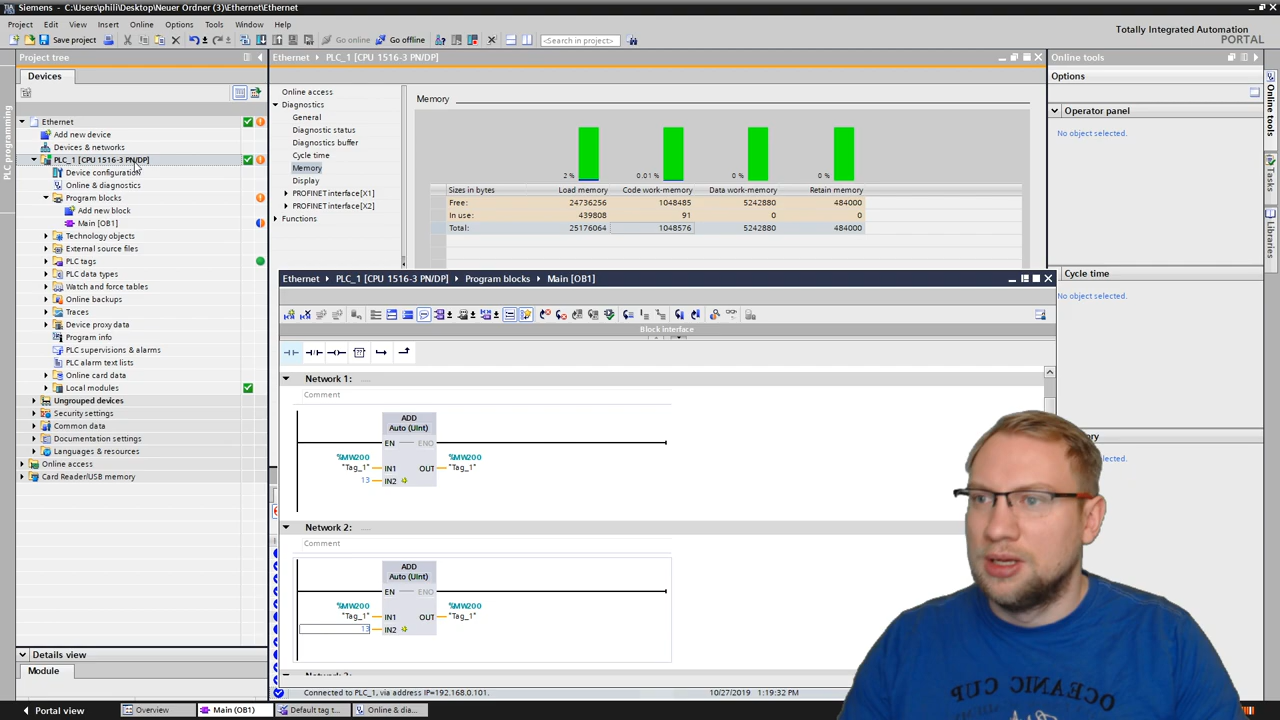 Siemens - C:\Users\phili\Desktop\Neuer Ordner (3)\Ethernet\Ethernet
Project Edit View Insert Online Options Tools Window Help
Totally Integrated Automation
PORTAL
Save project Go online Go offline <Search in project>
Project tree
Devices
Ethernet
Add new device
Devices & networks
PLC_1 [CPU 1516-3 PN/DP]
Device configuration
Online & diagnostics
Program blocks
Add new block
Main [OB1]
Technology objects
External source files
PLC tags
PLC data types
Watch and force tables
Online backups
Traces
Device proxy data
Program info
PLC supervisions & alarms
PLC alarm text lists
Online card data
Local modules
Ungrouped devices
Security settings
Common data
Documentation settings
Languages & resources
Online access
Card Reader/USB memory
Details view
Module
PLC programming
Ethernet PLC_1 [CPU 1516-3 PN/DP]
Online access
Diagnostics
General
Diagnostic status
Diagnostics buffer
Cycle time
Memory
Display
PROFINET interface [X1]
PROFINET interface [X2]
Functions
Memory
2 % 0.01 % 0 % 0 %
Sizes in bytes Load memory Code work-memory Data work-memory Retain memory
Free: 24736256 1048485 5242880 484000
In use: 439808 91 0 0
Total: 25176064 1048576 5242880 484000
Ethernet PLC_1 [CPU 1516-3 PN/DP] Program blocks Main [OB1]
Block interface
Network 1: .....
Comment
ADD
Auto (UInt)
EN ENO
%MW200 %MW200
"Tag_1" IN1 OUT "Tag_1"
13 IN2
Network 2: .....
Comment
ADD
Auto (UInt)
EN ENO
%MW200 %MW200
"Tag_1" IN1 OUT "Tag_1"
13 IN2
Connected to PLC_1, via address IP=192.168.0.101. 10/27/2019 1:19:32 PM
Online tools
Options
Operator panel
No object selected.
Cycle time
No object selected.
Online tools
Tasks
Libraries
Portal view Overview Main (OB1) Default tag t... Online & dia...
OCEANIC
CUP